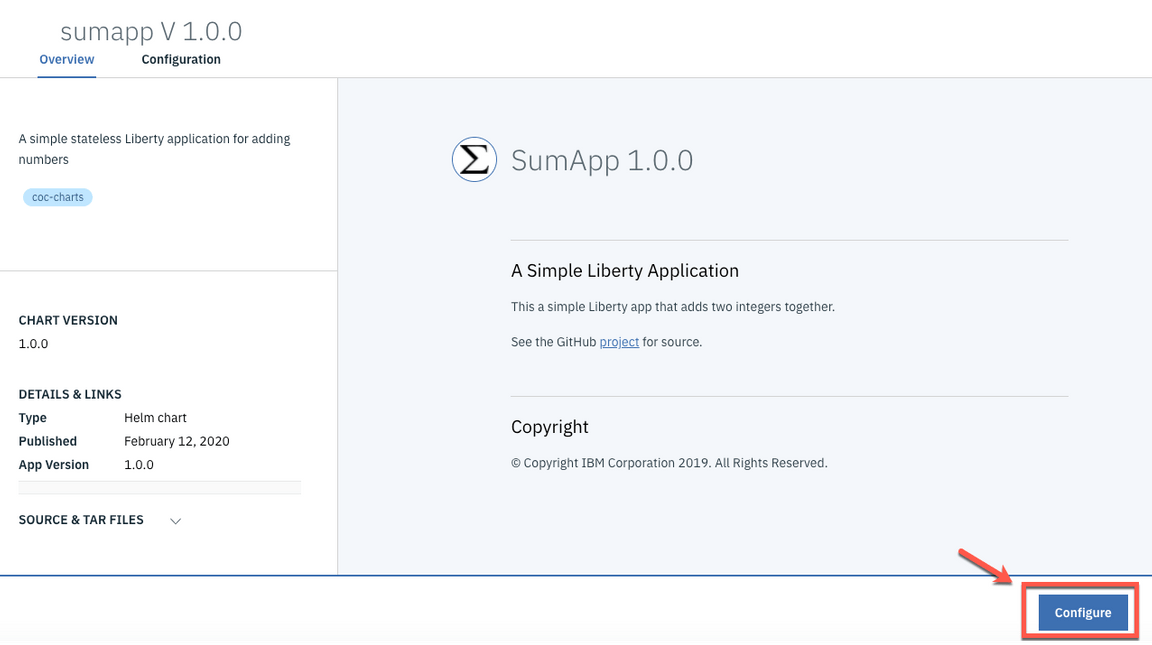 sumapp V 1.0.0
Overview
Configuration
A simple stateless Liberty application for adding
numbers
coc-charts
CHART VERSION
1.0.0
DETAILS & LINKS
Type Helm chart
Published February 12, 2020
App Version 1.0.0
SOURCE & TAR FILES
Σ SumApp 1.0.0
A Simple Liberty Application
This a simple Liberty app that adds two integers together.
See the GitHub project for source.
Copyright
© Copyright IBM Corporation 2019. All Rights Reserved.
Configure